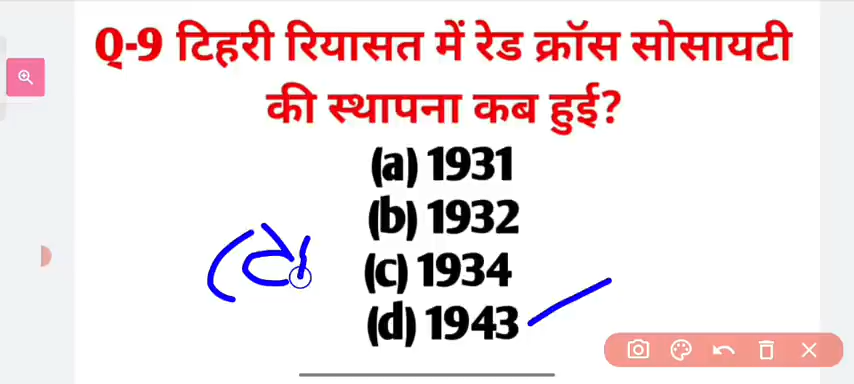 Q-9 टिहरी रियासत में रेड क्रॉस सोसायटी
की स्थापना कब हुई?
(a) 1931
(b) 1932
(c) 1934
(d) 1943